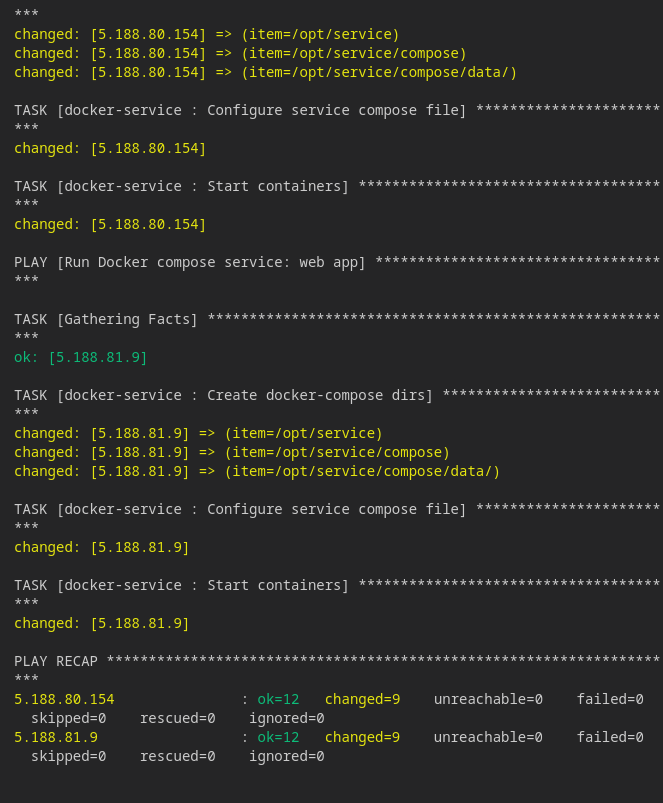 ***
changed: [5.188.80.154] => (item=/opt/service)
changed: [5.188.80.154] => (item=/opt/service/compose)
changed: [5.188.80.154] => (item=/opt/service/compose/data/)
TASK [docker-service : Configure service compose file] **********************
***
changed: [5.188.80.154]
TASK [docker-service : Start containers] ************************************
***
changed: [5.188.80.154]
PLAY [Run Docker compose service: web app] **********************************
***
TASK [Gathering Facts] ******************************************************
***
ok: [5.188.81.9]
TASK [docker-service : Create docker-compose dirs] **************************
***
changed: [5.188.81.9] => (item=/opt/service)
changed: [5.188.81.9] => (item=/opt/service/compose)
changed: [5.188.81.9] => (item=/opt/service/compose/data/)
TASK [docker-service : Configure service compose file] **********************
***
changed: [5.188.81.9]
TASK [docker-service : Start containers] ************************************
***
changed: [5.188.81.9]
PLAY RECAP ******************************************************************
***
5.188.80.154               : ok=12   changed=9    unreachable=0    failed=0
  skipped=0    rescued=0    ignored=0
5.188.81.9                 : ok=12   changed=9    unreachable=0    failed=0
  skipped=0    rescued=0    ignored=0